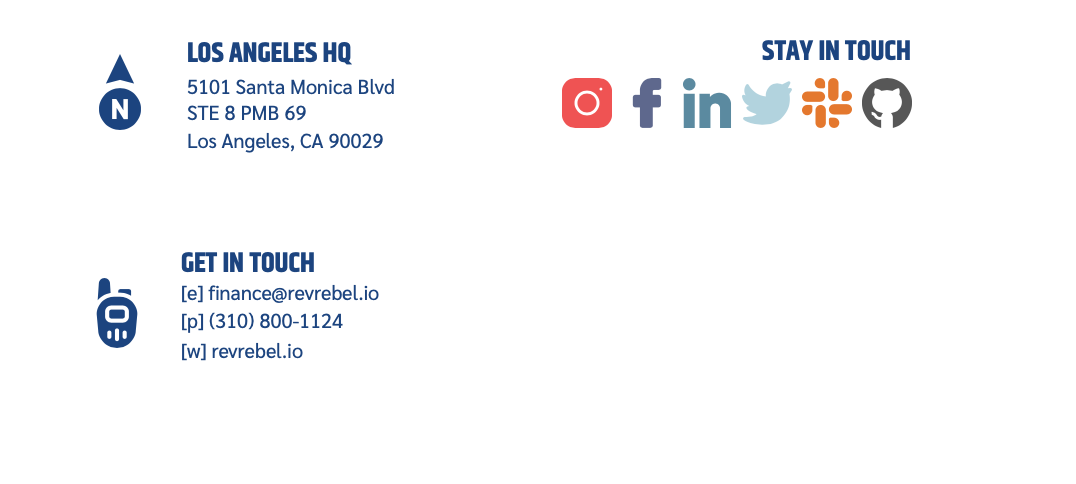 LOS ANGELES HQ
5101 Santa Monica Blvd
STE 8 PMB 69
Los Angeles, CA 90029
N
STAY IN TOUCH
f
in
GET IN TOUCH
[e] finance@revrebel.io
[p] (310) 800-1124
[w] revrebel.io